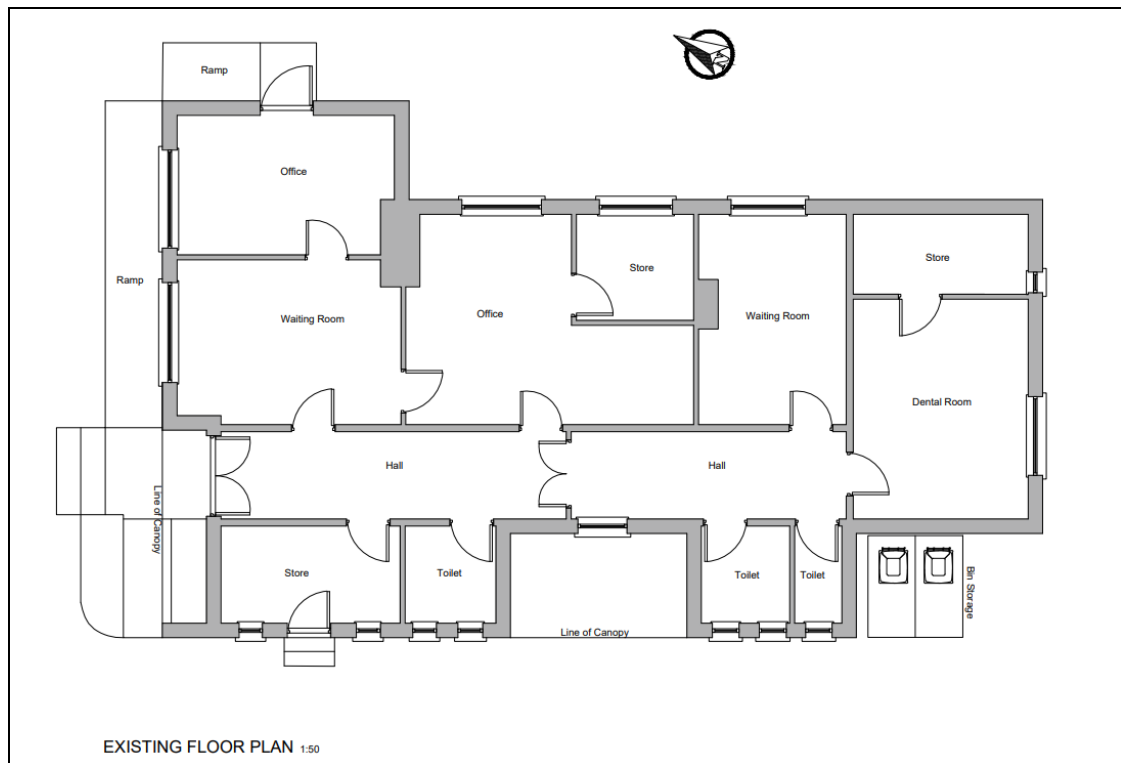 Ramp
Office
Ramp
Waiting Room
Office
Store
Waiting Room
Store
Dental Room
Hall
Hall
Line of Canopy
Store
Toilet
Line of Canopy
Toilet
Toilet
Bin Storage
EXISTING FLOOR PLAN 1:50